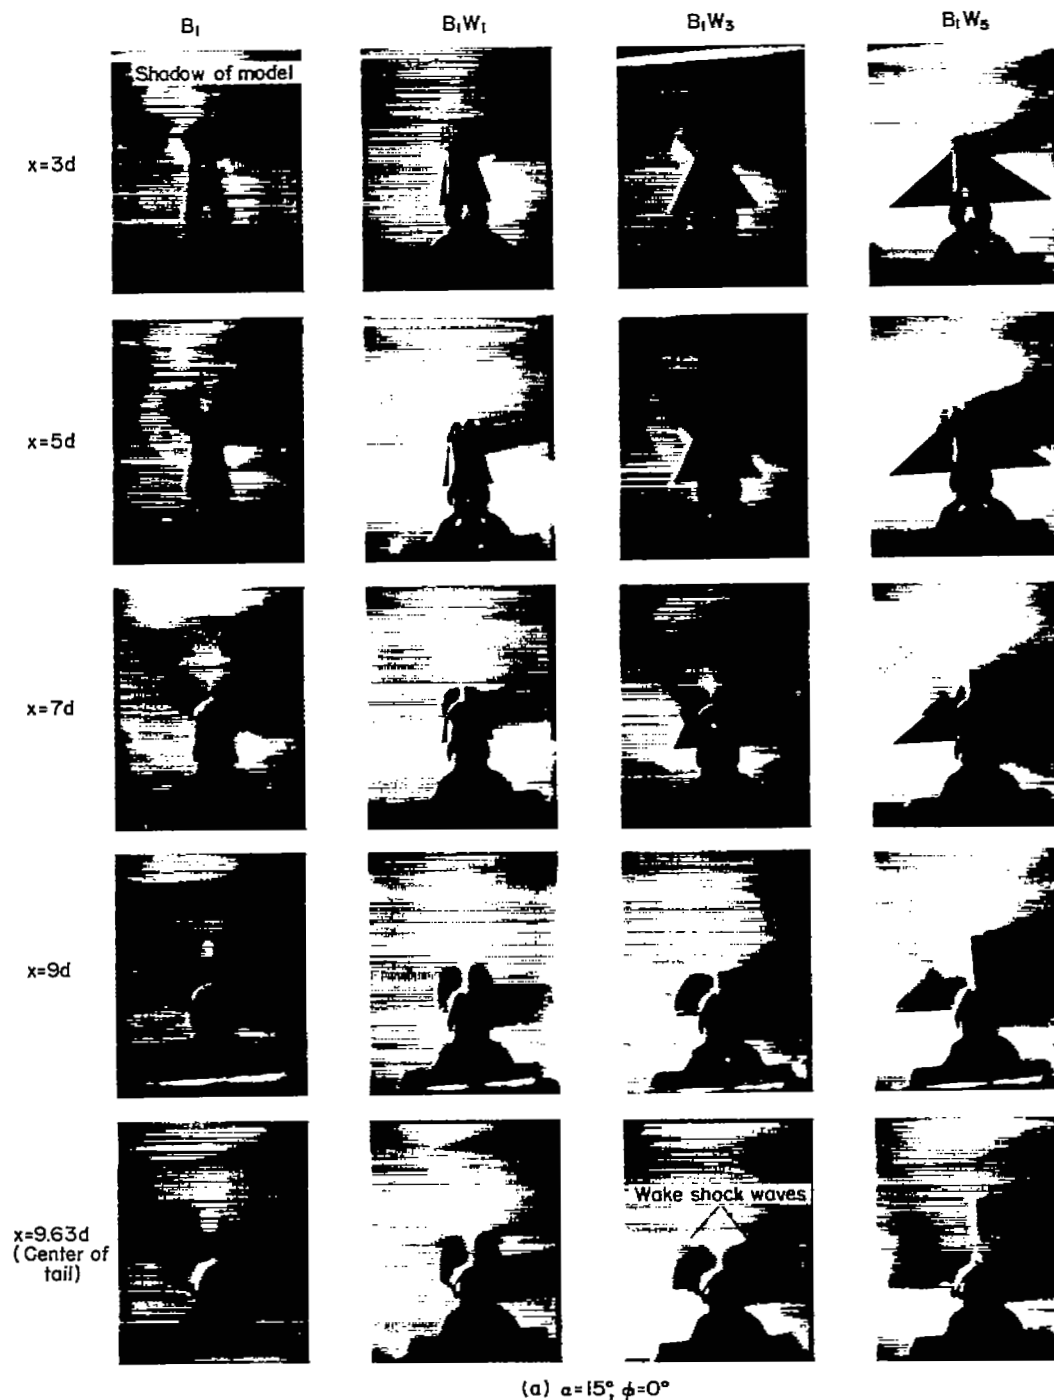 B₁ B₁W₁ B₁W₃ B₁W₅
Shadow of model
x=3d
x=5d
x=7d
x=9d
x=9.63d
(Center of
tail)
Wake shock waves
(a) α=15°, ϕ=0°